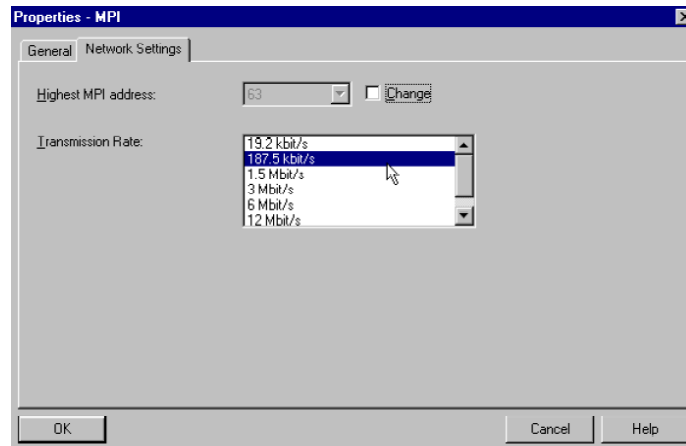 Properties - MPI
General Network Settings
Highest MPI address: 63 Change
Transmission Rate: 19.2 kbit/s
187.5 kbit/s
1.5 Mbit/s
3 Mbit/s
6 Mbit/s
12 Mbit/s
OK Cancel Help